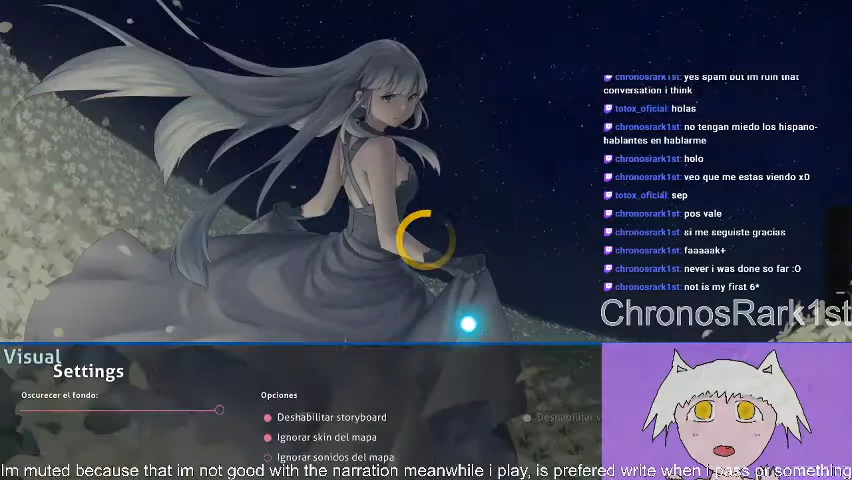 chronosrark1st: yes spam but im ruin that
conversation i think
totox_oficial: holas
chronosrark1st: no tengan miedo los hispano-
hablantes en hablarme
chronosrark1st: holo
chronosrark1st: veo que me estas viendo xD
totox_oficial: sep
chronosrark1st: pos vale
chronosrark1st: si me seguiste gracias
chronosrark1st: faaaaak+
chronosrark1st: never i was done so far :O
chronosrark1st: not is my first 6*
ChronosRark1st
Visual
Settings
Oscurecer el fondo:
Opciones
Deshabilitar storyboard
Deshabilitar v
Ignorar skin del mapa
Ignorar sonidos del mapa
Im muted because that im not good with the narration meanwhile i play, is prefered write when i pass or something